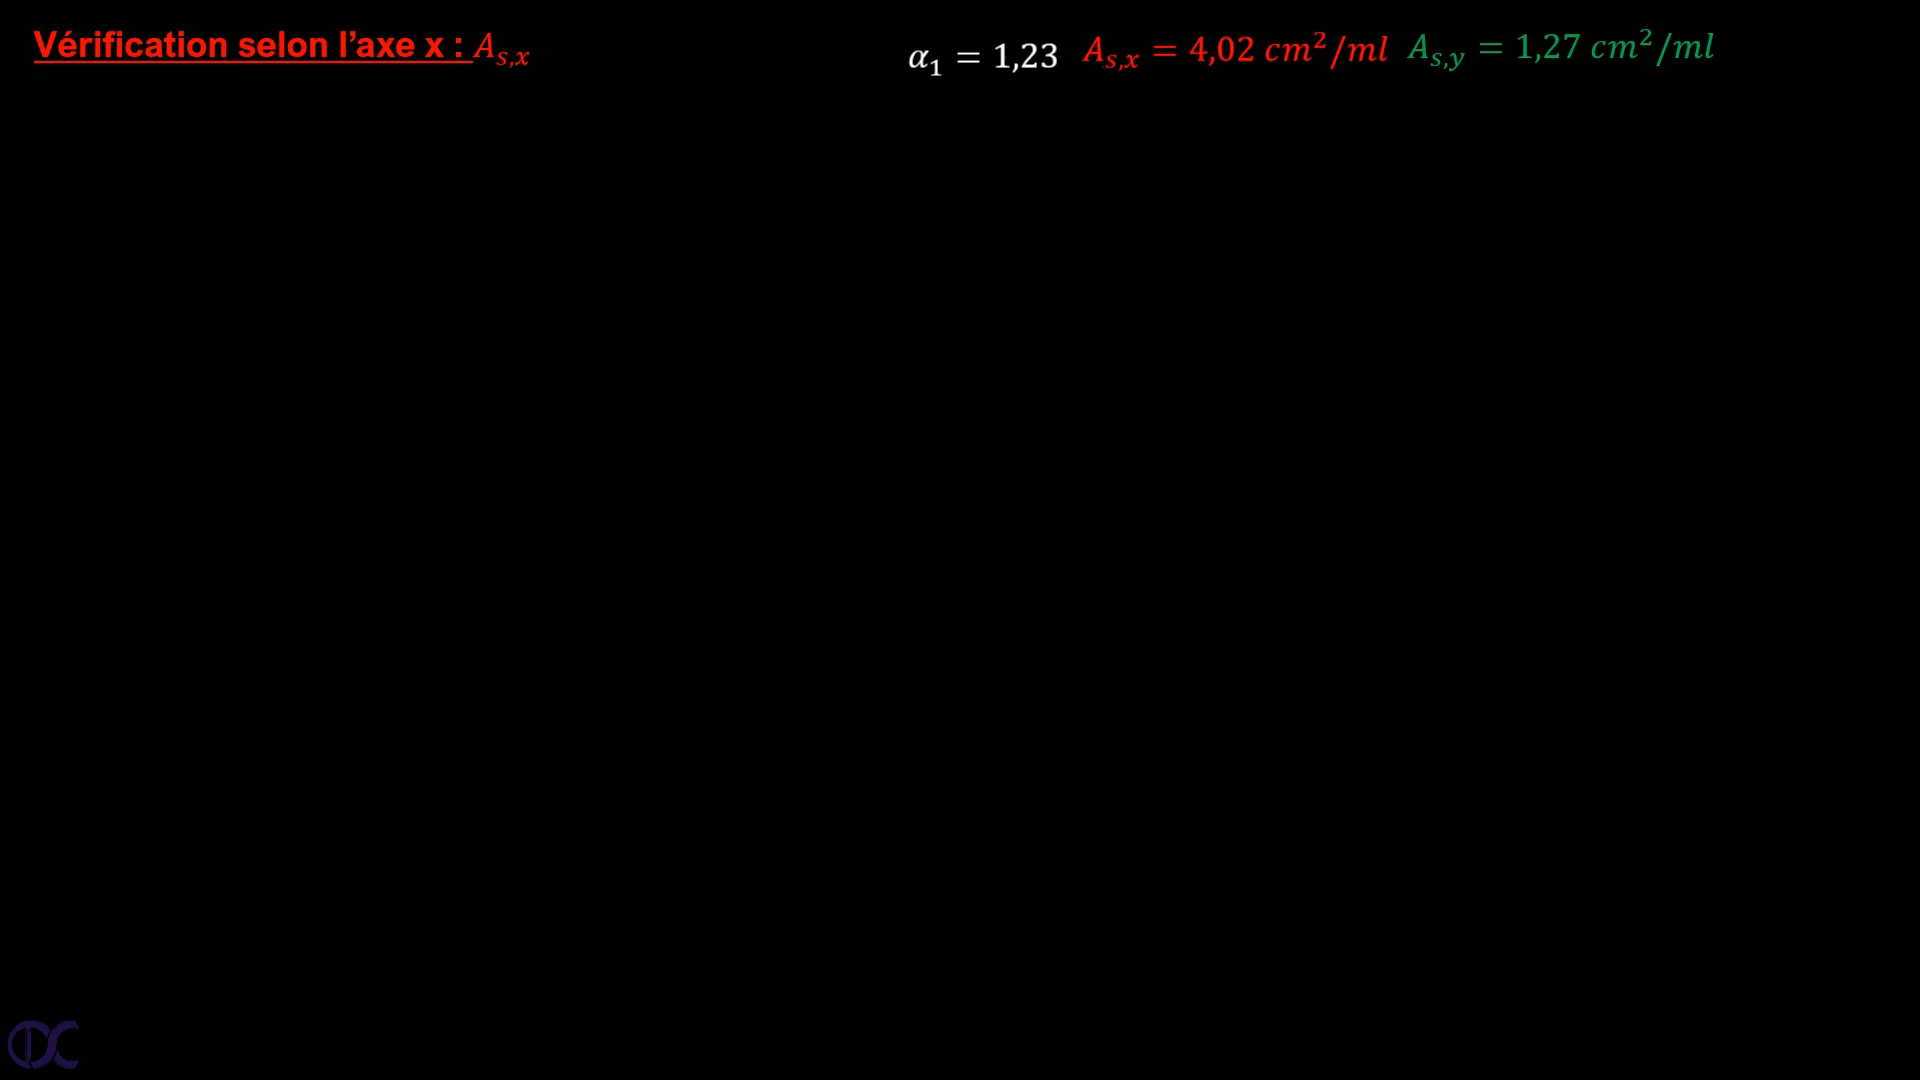 Vérification selon l’axe x : A_{s,x}
α_1 = 1,23 A_{s,x} = 4,02 cm²/ml A_{s,y} = 1,27 cm²/ml